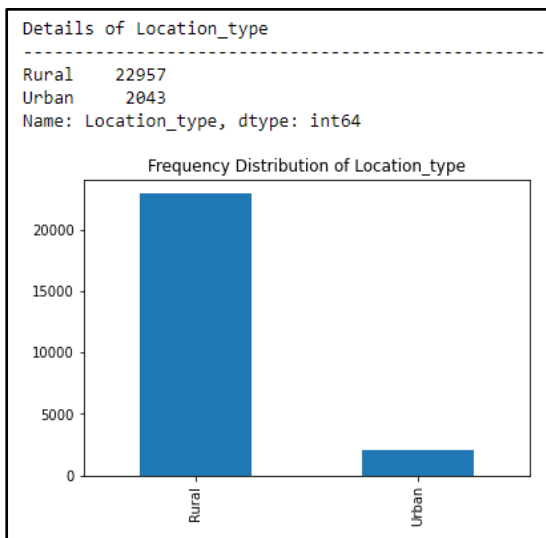 Details of Location_type
----------------------------------------------------
Rural    22957
Urban     2043
Name: Location_type, dtype: int64
Frequency Distribution of Location_type
20000
15000
10000
5000
0
Rural
Urban